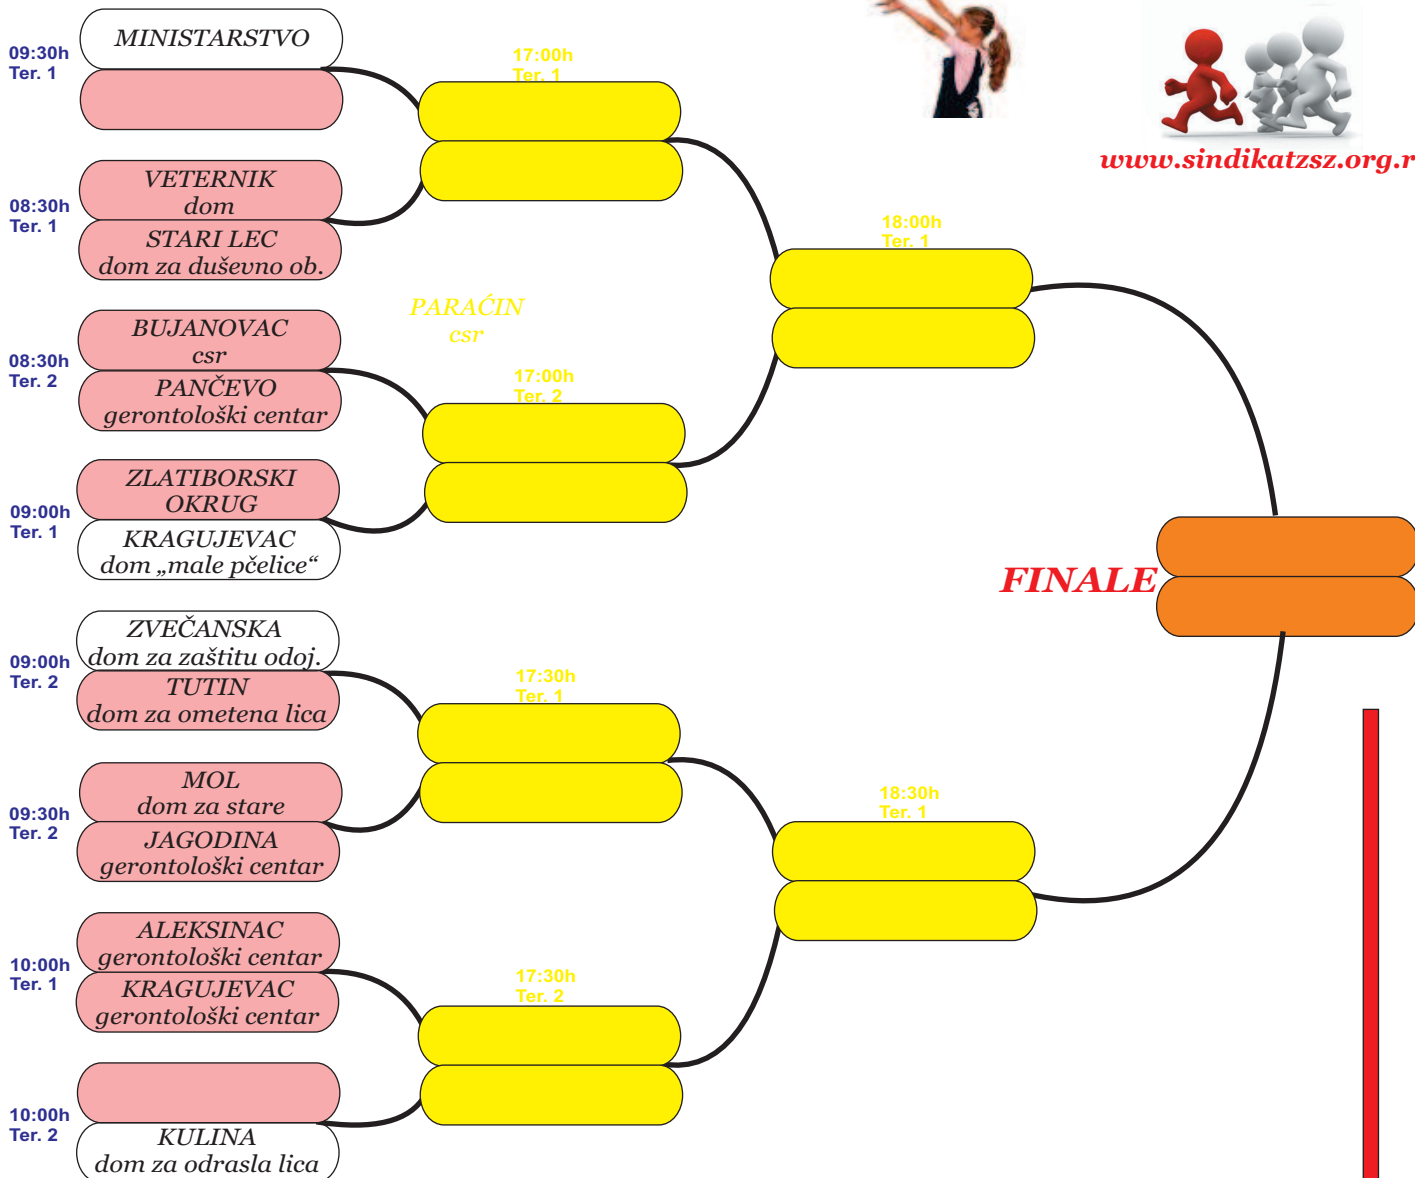 MINISTARSTVO
09:30h
Ter. 1
VETERNIK
dom
08:30h
Ter. 1
STARI LEC
dom za duševno ob.
BUJANOVAC
csr
08:30h
Ter. 2
PANČEVO
gerontološki centar
ZLATIBORSKI
OKRUG
09:00h
Ter. 1
KRAGUJEVAC
dom „male pčelice“
ZVEČANSKA
dom za zaštitu odoj.
09:00h
Ter. 2
TUTIN
dom za ometena lica
MOL
dom za stare
09:30h
Ter. 2
JAGODINA
gerontološki centar
ALEKSINAC
gerontološki centar
10:00h
Ter. 1
KRAGUJEVAC
gerontološki centar
10:00h
Ter. 2
KULINA
dom za odrasla lica
17:00h
Ter. 1
PARAĆIN
csr
17:00h
Ter. 2
17:30h
Ter. 1
17:30h
Ter. 2
18:00h
Ter. 1
18:30h
Ter. 1
FINALE
www.sindikatzsz.org.r